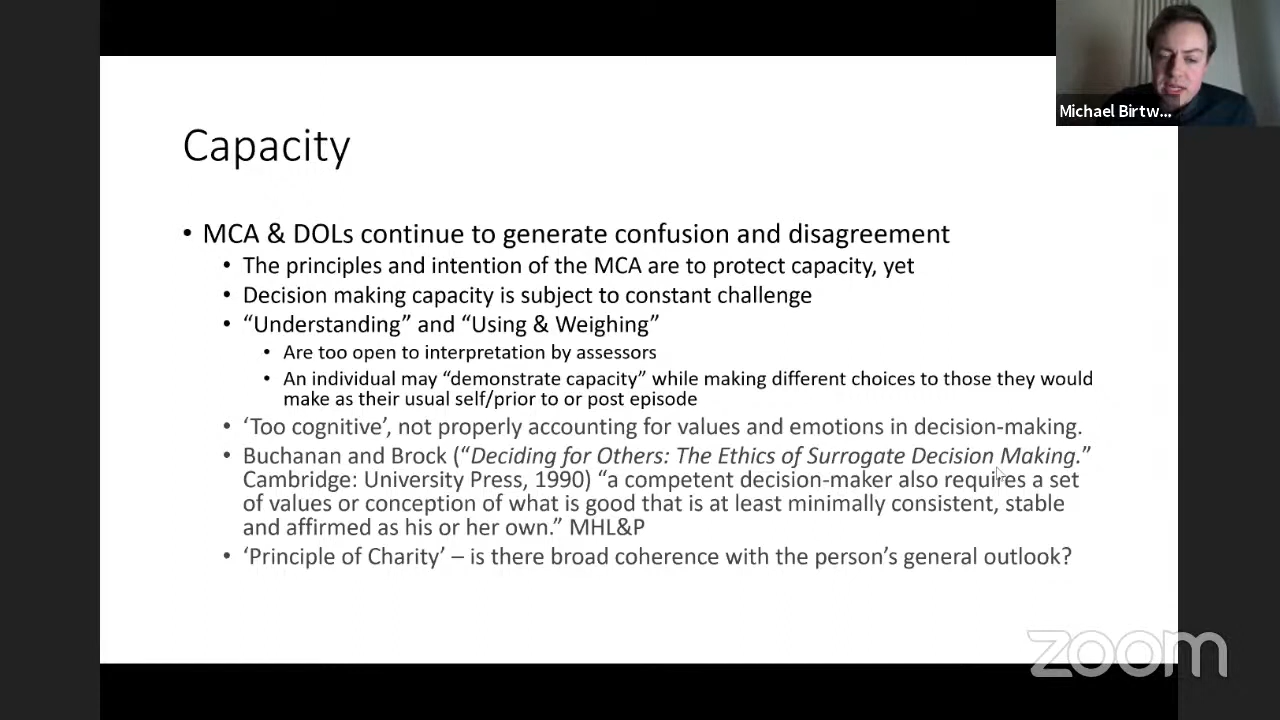 Michael Birtw...
Capacity
• MCA & DOLs continue to generate confusion and disagreement
• The principles and intention of the MCA are to protect capacity, yet
• Decision making capacity is subject to constant challenge
• “Understanding” and “Using & Weighing”
• Are too open to interpretation by assessors
• An individual may “demonstrate capacity” while making different choices to those they would
make as their usual self/prior to or post episode
• ‘Too cognitive’, not properly accounting for values and emotions in decision-making.
• Buchanan and Brock (“Deciding for Others: The Ethics of Surrogate Decision Making.”
Cambridge: University Press, 1990) “a competent decision-maker also requires a set
of values or conception of what is good that is at least minimally consistent, stable
and affirmed as his or her own.” MHL&P
• ‘Principle of Charity’ – is there broad coherence with the person’s general outlook?
zoom